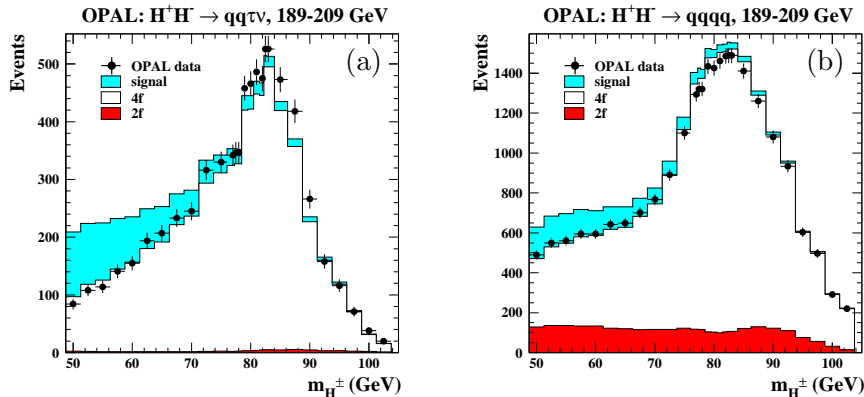 OPAL: H⁺H⁻ → qqτν, 189-209 GeV
Events
(a)
OPAL data
signal
4f
2f
500
400
300
200
100
0
50 60 70 80 90 100
m_H± (GeV)
OPAL: H⁺H⁻ → qqqq, 189-209 GeV
Events
(b)
OPAL data
signal
4f
2f
1400
1200
1000
800
600
400
200
0
50 60 70 80 90 100
m_H± (GeV)